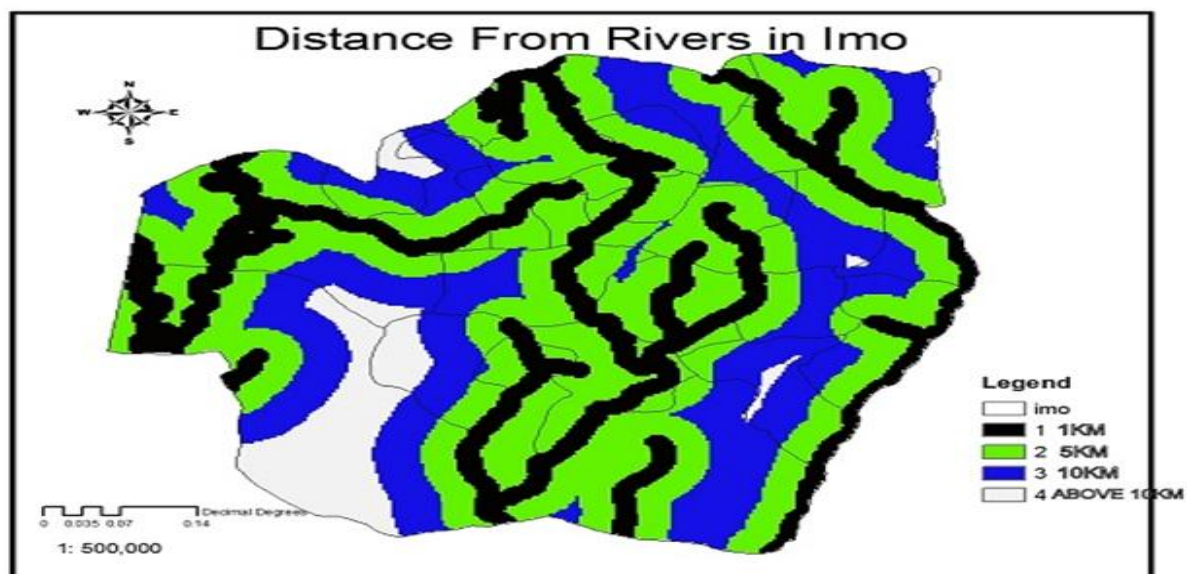 Distance From Rivers in Imo
N
W E
S
Legend
imo
1 1KM
2 5KM
3 10KM
4 ABOVE 10KM
Decimal Degrees
0 0.035 0.07 0.14
1: 500,000